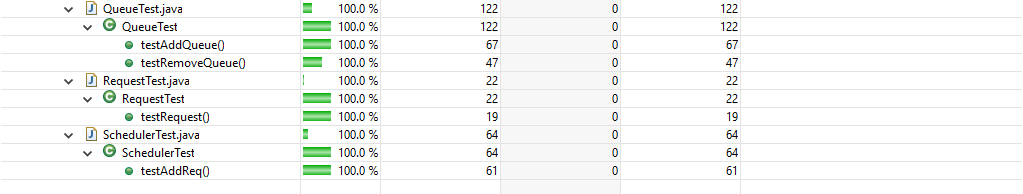 QueueTest.java 100.0 % 122 0 122
QueueTest 100.0 % 122 0 122
testAddQueue() 100.0 % 67 0 67
testRemoveQueue() 100.0 % 47 0 47
RequestTest.java 100.0 % 22 0 22
RequestTest 100.0 % 22 0 22
testRequest() 100.0 % 19 0 19
SchedulerTest.java 100.0 % 64 0 64
SchedulerTest 100.0 % 64 0 64
testAddReq() 100.0 % 61 0 61